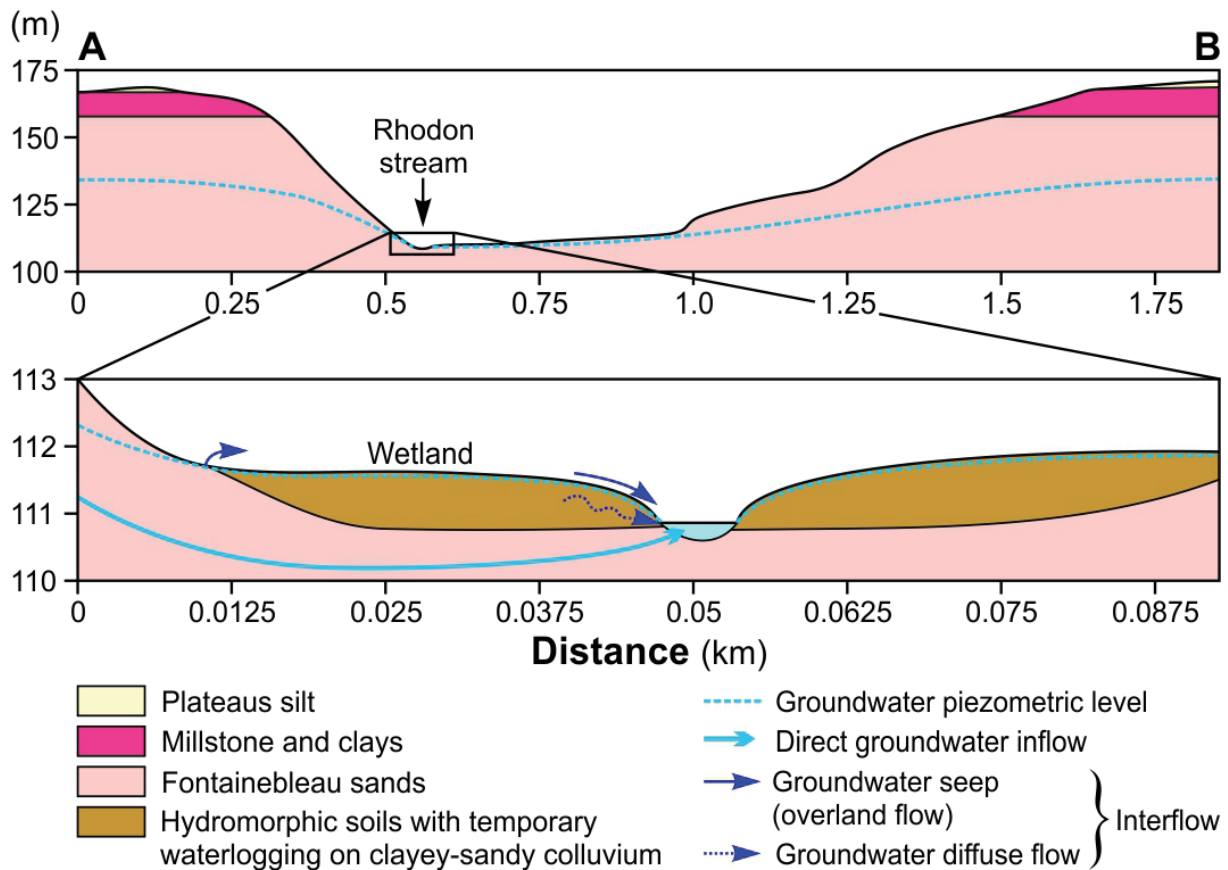 (m)
A
B
175
150
125
100
Rhodon
stream
0
0.25
0.5
0.75
1.0
1.25
1.5
1.75
113
112
111
110
Wetland
0
0.0125
0.025
0.0375
0.05
0.0625
0.075
0.0875
Distance (km)
Plateaus silt
Millstone and clays
Fontainebleau sands
Hydromorphic soils with temporary
waterlogging on clayey-sandy colluvium
Groundwater piezometric level
Direct groundwater inflow
Groundwater seep
(overland flow)
Groundwater diffuse flow
Interflow